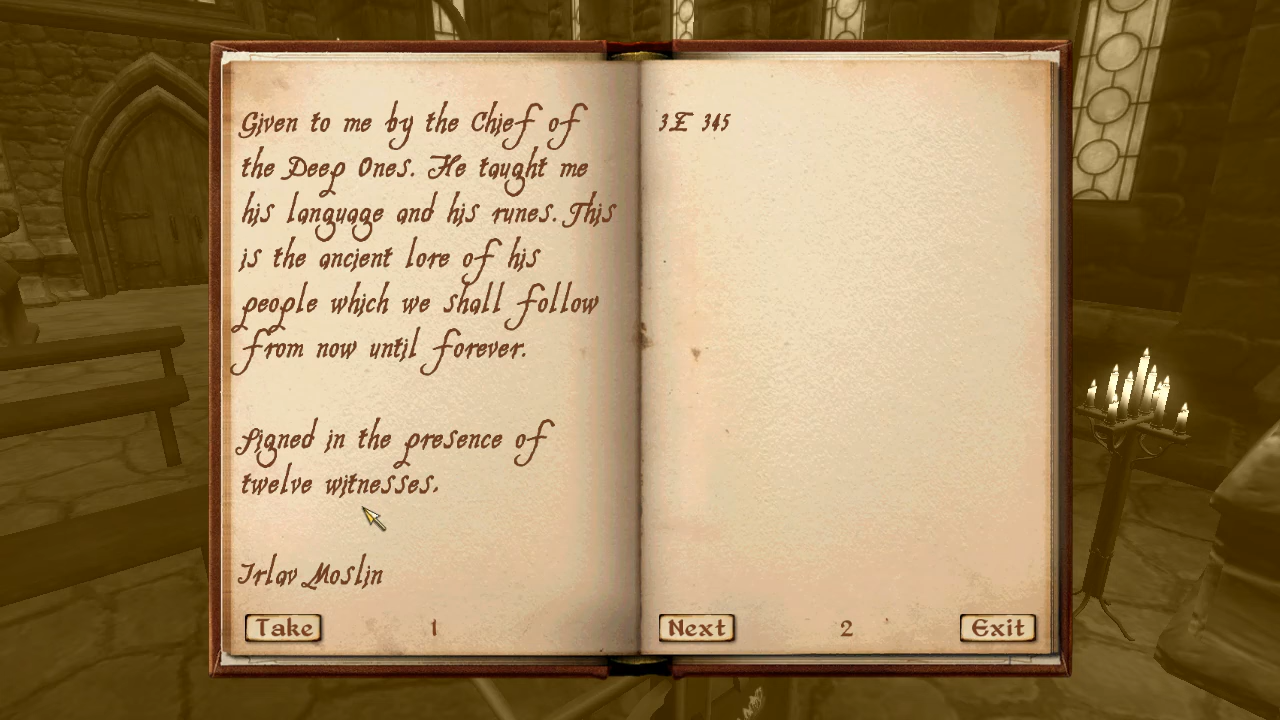 Given to me by the Chief of
the Deep Ones. He taught me
his language and his runes. This
is the ancient lore of his
people which we shall follow
from now until forever.
Signed in the presence of
twelve witnesses.
Irlav Moslin
Take
1
3E 345
Next
2
Exit